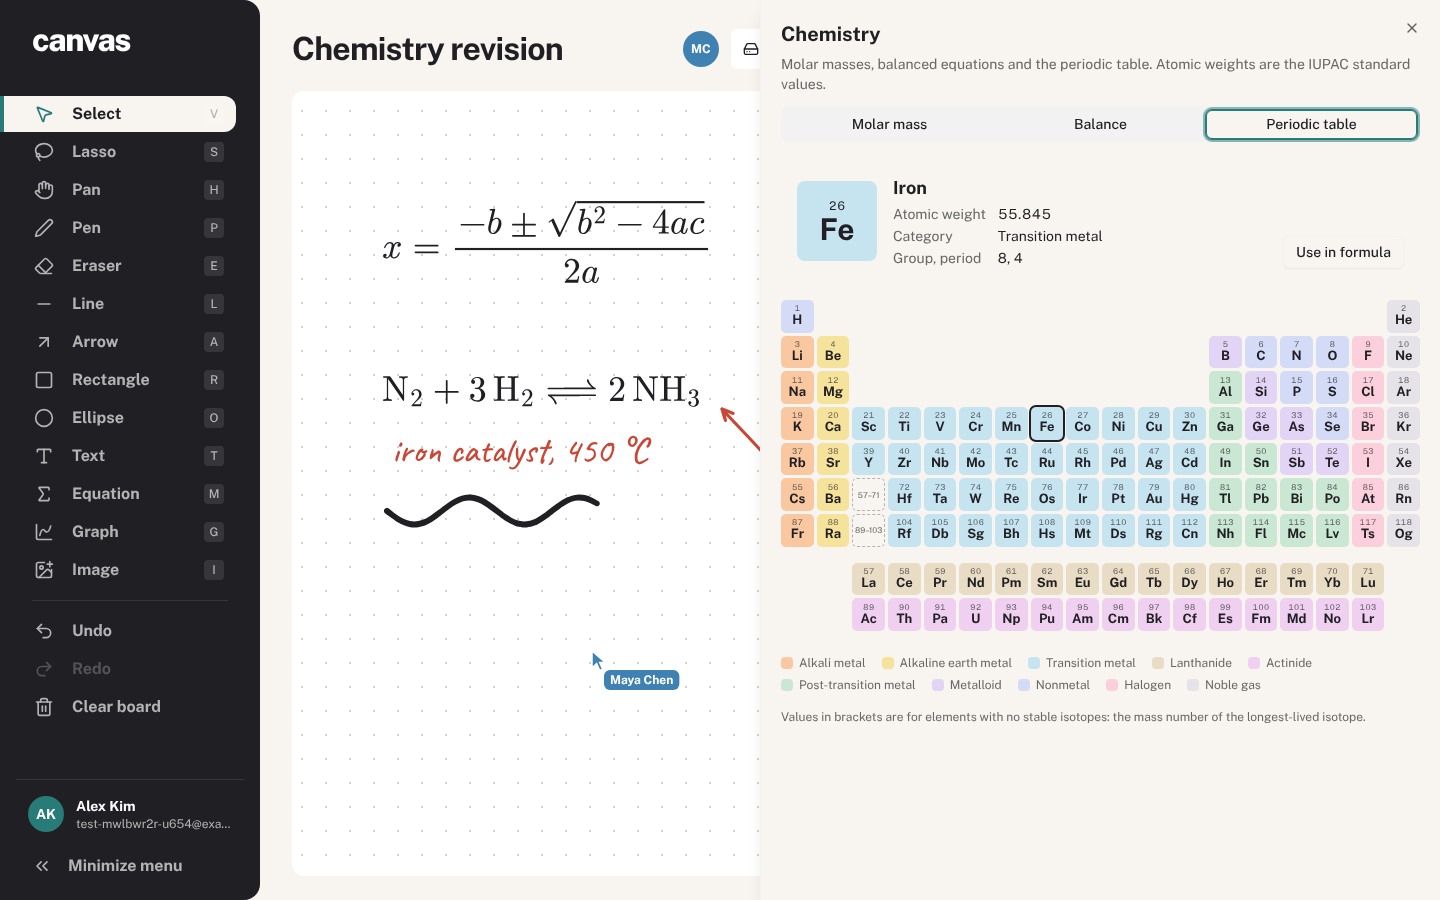 canvas
Select V
Lasso S
Pan H
Pen P
Eraser E
Line L
Arrow A
Rectangle R
Ellipse O
Text T
Equation M
Graph G
Image I
Undo
Redo
Clear board
AK
Alex Kim
test-mwlbwr2r-u654@exa...
Minimize menu
Chemistry revision
MC
x = (−b ± √(b² − 4ac)) / 2a
N₂ + 3 H₂ ⇌ 2 NH₃
iron catalyst, 450 °C
Maya Chen
Chemistry
Molar masses, balanced equations and the periodic table. Atomic weights are the IUPAC standard
values.
Molar mass Balance Periodic table
26
Fe
Iron
Atomic weight 55.845
Category Transition metal
Group, period 8, 4
Use in formula
1 2
H He
3 4 5 6 7 8 9 10
Li Be B C N O F Ne
11 12 13 14 15 16 17 18
Na Mg Al Si P S Cl Ar
19 20 21 22 23 24 25 26 27 28 29 30 31 32 33 34 35 36
K Ca Sc Ti V Cr Mn Fe Co Ni Cu Zn Ga Ge As Se Br Kr
37 38 39 40 41 42 43 44 45 46 47 48 49 50 51 52 53 54
Rb Sr Y Zr Nb Mo Tc Ru Rh Pd Ag Cd In Sn Sb Te I Xe
55 56 57–71 72 73 74 75 76 77 78 79 80 81 82 83 84 85 86
Cs Ba Hf Ta W Re Os Ir Pt Au Hg Tl Pb Bi Po At Rn
87 88 89–103 104 105 106 107 108 109 110 111 112 113 114 115 116 117 118
Fr Ra Rf Db Sg Bh Hs Mt Ds Rg Cn Nh Fl Mc Lv Ts Og
57 58 59 60 61 62 63 64 65 66 67 68 69 70 71
La Ce Pr Nd Pm Sm Eu Gd Tb Dy Ho Er Tm Yb Lu
89 90 91 92 93 94 95 96 97 98 99 100 101 102 103
Ac Th Pa U Np Pu Am Cm Bk Cf Es Fm Md No Lr
Alkali metal Alkaline earth metal Transition metal Lanthanide Actinide
Post-transition metal Metalloid Nonmetal Halogen Noble gas
Values in brackets are for elements with no stable isotopes: the mass number of the longest-lived isotope.